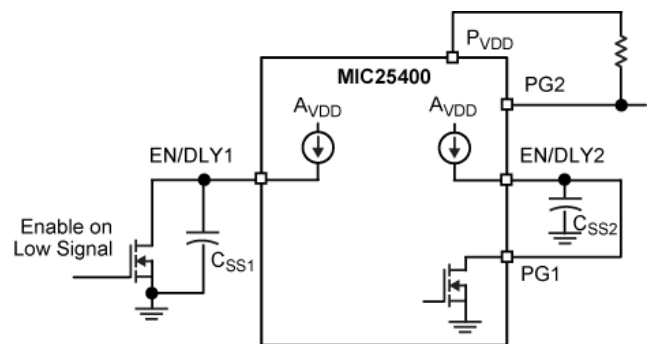 PVDD
MIC25400
PG2
AVDD
AVDD
EN/DLY1
EN/DLY2
Enable on
Low Signal
CSS1
CSS2
PG1